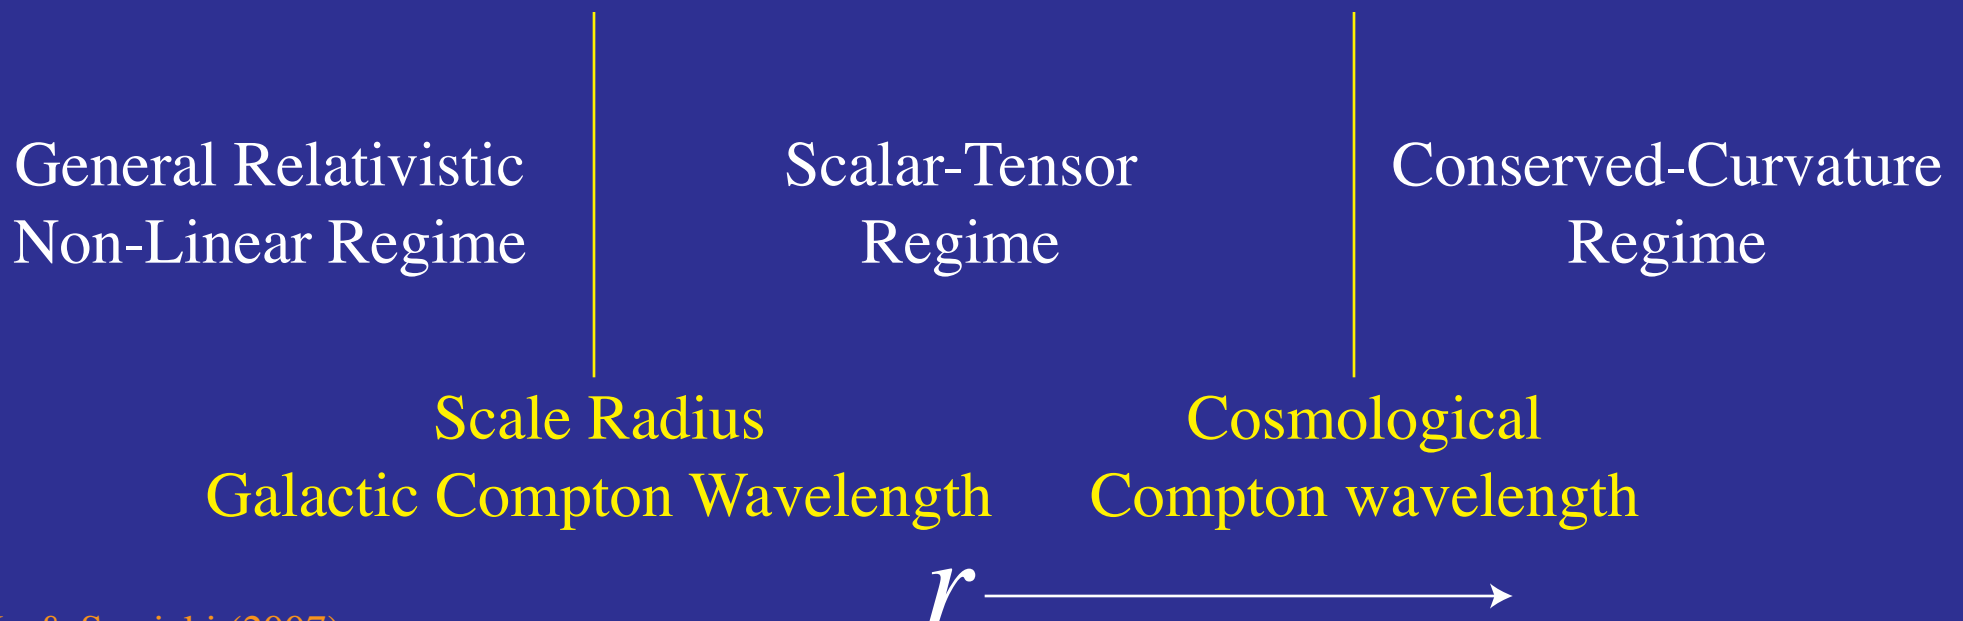 General Relativistic
Non-Linear Regime
Scalar-Tensor
Regime
Conserved-Curvature
Regime
Scale Radius
Galactic Compton Wavelength
Cosmological
Compton wavelength
r
& (2007)